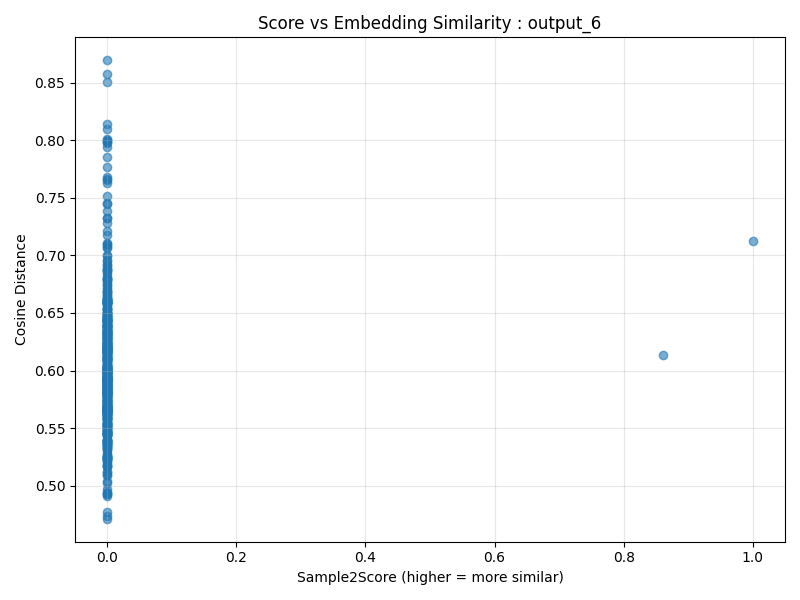 Score vs Embedding Similarity : output_6
Cosine Distance
0.85
0.80
0.75
0.70
0.65
0.60
0.55
0.50
0.0 0.2 0.4 0.6 0.8 1.0
Sample2Score (higher = more similar)